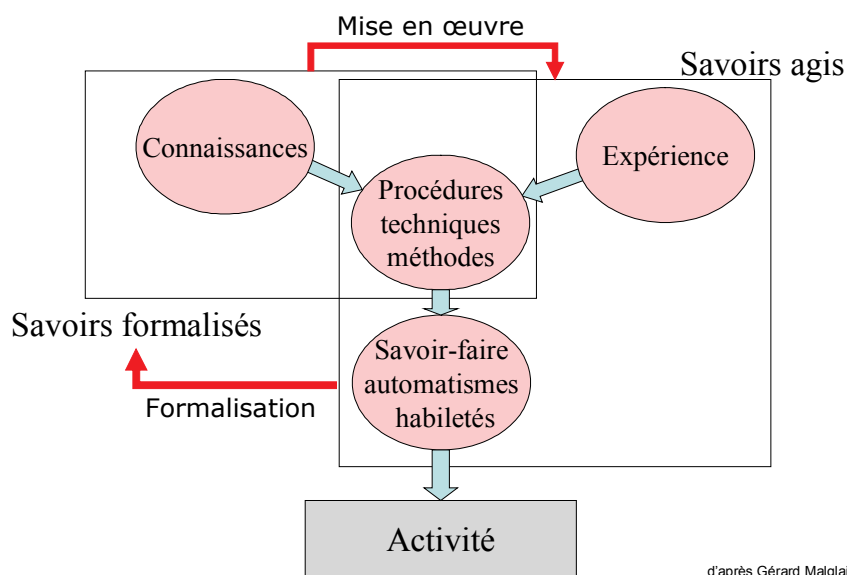 Mise en œuvre
Savoirs agis
Connaissances
Expérience
Procédures
techniques
méthodes
Savoirs formalisés
Savoir-faire
automatismes
habiletés
Formalisation
Activité
d'après Gérard